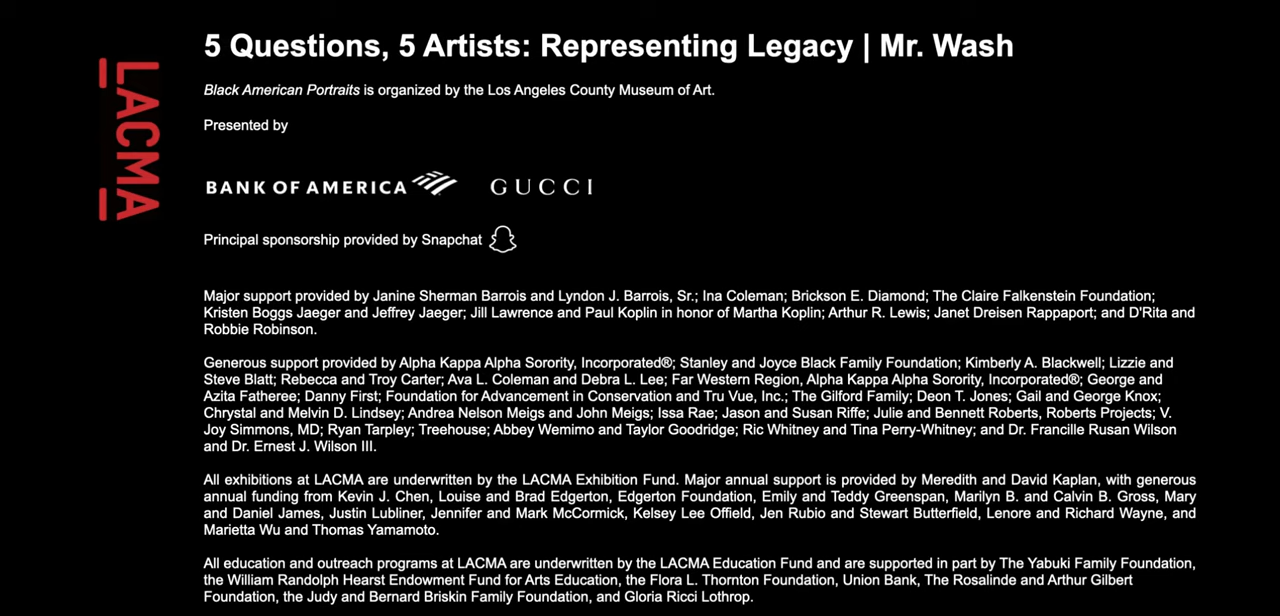 LACMA
5 Questions, 5 Artists: Representing Legacy | Mr. Wash
Black American Portraits is organized by the Los Angeles County Museum of Art.
Presented by
BANK OF AMERICA GUCCI
Principal sponsorship provided by Snapchat
Major support provided by Janine Sherman Barrois and Lyndon J. Barrois, Sr.; Ina Coleman; Brickson E. Diamond; The Claire Falkenstein Foundation;
Kristen Boggs Jaeger and Jeffrey Jaeger; Jill Lawrence and Paul Koplin in honor of Martha Koplin; Arthur R. Lewis; Janet Dreisen Rappaport; and D'Rita and
Robbie Robinson.
Generous support provided by Alpha Kappa Alpha Sorority, Incorporated®; Stanley and Joyce Black Family Foundation; Kimberly A. Blackwell; Lizzie and
Steve Blatt; Rebecca and Troy Carter; Ava L. Coleman and Debra L. Lee; Far Western Region, Alpha Kappa Alpha Sorority, Incorporated®; George and
Azita Fatheree; Danny First; Foundation for Advancement in Conservation and Tru Vue, Inc.; The Gilford Family; Deon T. Jones; Gail and George Knox;
Chrystal and Melvin D. Lindsey; Andrea Nelson Meigs and John Meigs; Issa Rae; Jason and Susan Riffe; Julie and Bennett Roberts, Roberts Projects; V.
Joy Simmons, MD; Ryan Tarpley; Treehouse; Abbey Wemimo and Taylor Goodridge; Ric Whitney and Tina Perry-Whitney; and Dr. Francille Rusan Wilson
and Dr. Ernest J. Wilson III.
All exhibitions at LACMA are underwritten by the LACMA Exhibition Fund. Major annual support is provided by Meredith and David Kaplan, with generous
annual funding from Kevin J. Chen, Louise and Brad Edgerton, Edgerton Foundation, Emily and Teddy Greenspan, Marilyn B. and Calvin B. Gross, Mary
and Daniel James, Justin Lubliner, Jennifer and Mark McCormick, Kelsey Lee Offield, Jen Rubio and Stewart Butterfield, Lenore and Richard Wayne, and
Marietta Wu and Thomas Yamamoto.
All education and outreach programs at LACMA are underwritten by the LACMA Education Fund and are supported in part by The Yabuki Family Foundation,
the William Randolph Hearst Endowment Fund for Arts Education, the Flora L. Thornton Foundation, Union Bank, The Rosalinde and Arthur Gilbert
Foundation, the Judy and Bernard Briskin Family Foundation, and Gloria Ricci Lothrop.